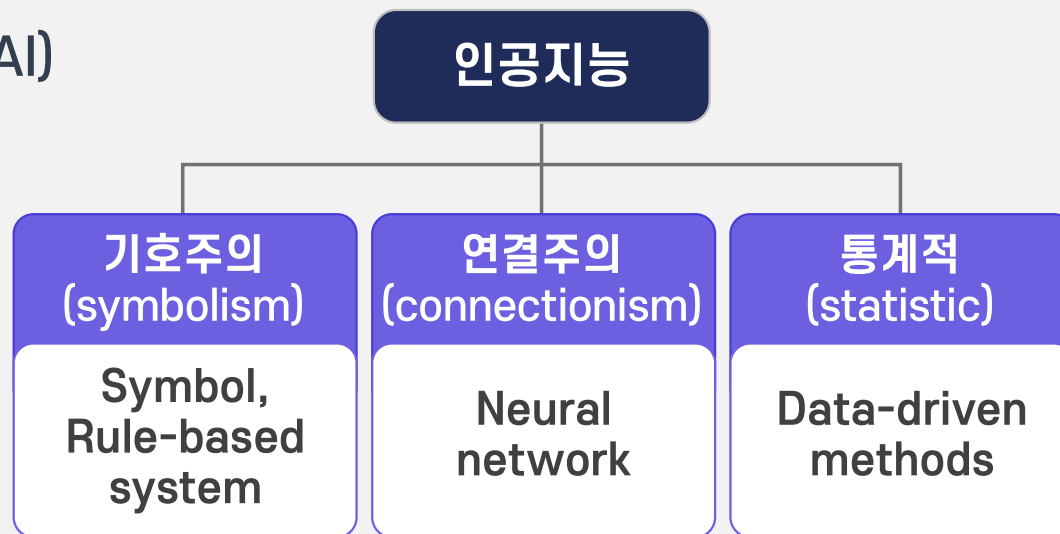 AI)
인공지능
기호주의
(symbolism)
Symbol,
Rule-based
system
연결주의
(connectionism)
Neural
network
통계적
(statistic)
Data-driven
methods